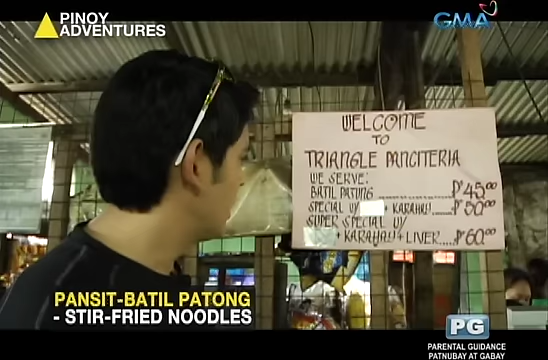 PINOY
ADVENTURES
GMA
WELCOME
TO
TRIANGLE PANCITERIA
WE SERVE:
BATIL PATUNG ₱45.00
SPECIAL W/ KARAHAY ₱50.00
SUPER SPECIAL W/
+ KARAHAY + LIVER ₱60.00
PANSIT-BATIL PATONG
- STIR-FRIED NOODLES
PG
PARENTAL GUIDANCE
PATNUBAY AT GABAY